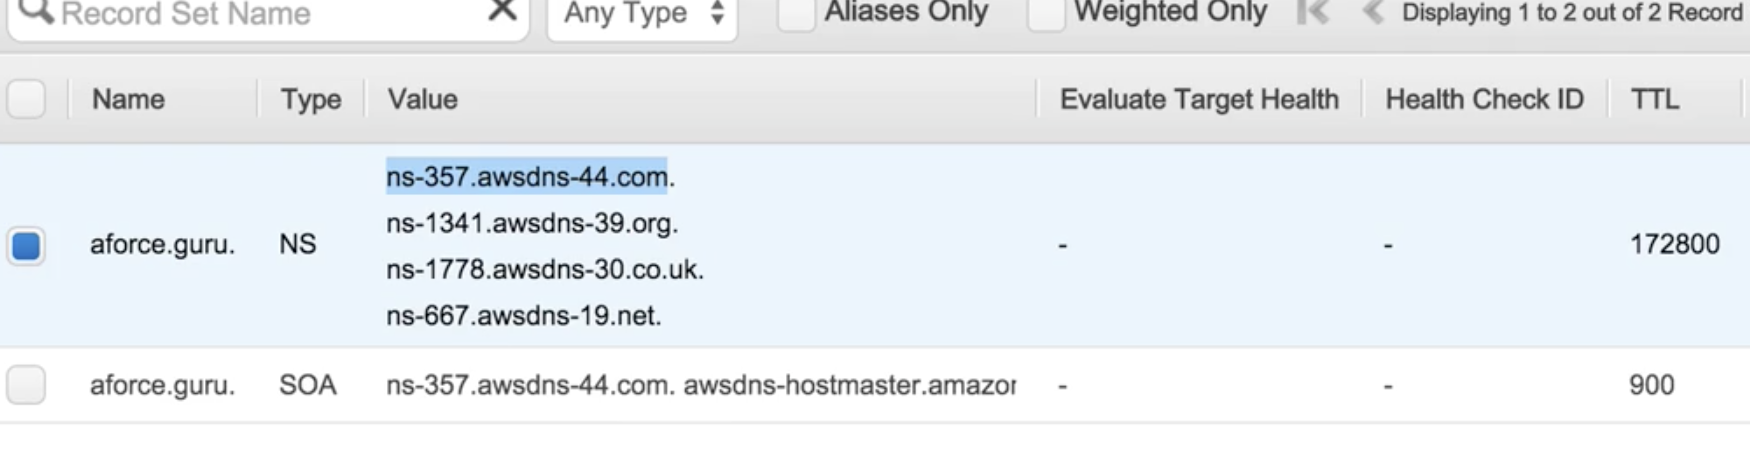 Record Set Name Any Type Aliases Only Weighted Only Displaying 1 to 2 out of 2 Record
Name Type Value Evaluate Target Health Health Check ID TTL
ns-357.awsdns-44.com.
ns-1341.awsdns-39.org.
aforce.guru. NS - - 172800
ns-1778.awsdns-30.co.uk.
ns-667.awsdns-19.net.
aforce.guru. SOA ns-357.awsdns-44.com. awsdns-hostmaster.amazor - - 900